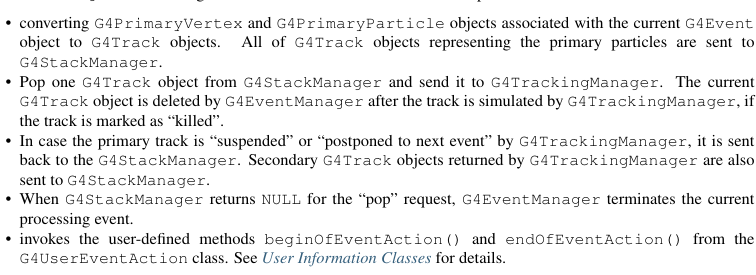 • converting G4PrimaryVertex and G4PrimaryParticle objects associated with the current G4Event
object to G4Track objects. All of G4Track objects representing the primary particles are sent to
G4StackManager.
• Pop one G4Track object from G4StackManager and send it to G4TrackingManager. The current
G4Track object is deleted by G4EventManager after the track is simulated by G4TrackingManager, if
the track is marked as “killed”.
• In case the primary track is “suspended” or “postponed to next event” by G4TrackingManager, it is sent
back to the G4StackManager. Secondary G4Track objects returned by G4TrackingManager are also
sent to G4StackManager.
• When G4StackManager returns NULL for the “pop” request, G4EventManager terminates the current
processing event.
• invokes the user-defined methods beginOfEventAction() and endOfEventAction() from the
G4UserEventAction class. See User Information Classes for details.